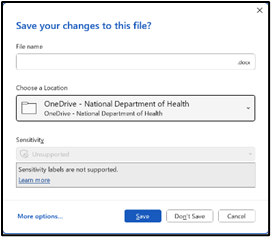 Save your changes to this file?
File name
.docx
Choose a Location
OneDrive - National Department of Health
OneDrive - National Department of Health
Sensitivity
Unsupported
Sensitivity labels are not supported.
Learn more
More options... Save Don't Save Cancel